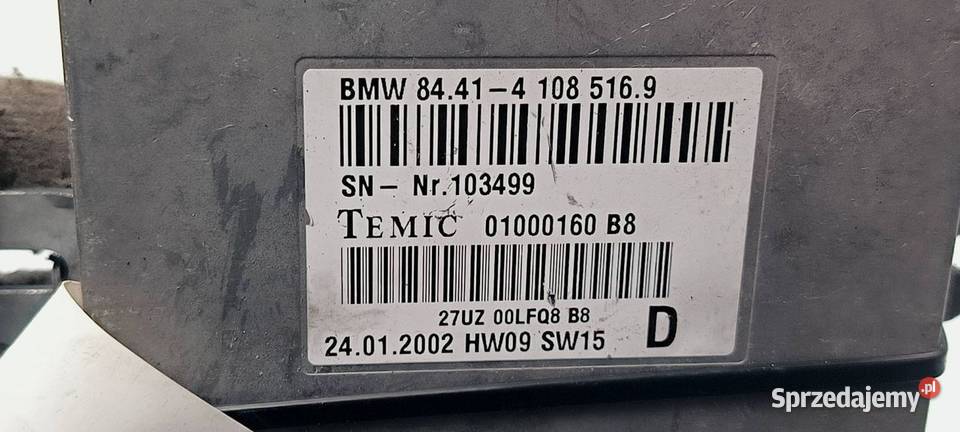 BMW 84.41-4 108 516.9
SN- Nr.103499
TEMIC 01000160 B8
27UZ 00LFQ8 B8
24.01.2002 HW09 SW15 D
Sprzedajemy.pl